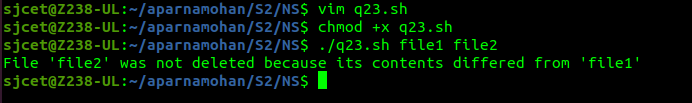 sjcet@Z238-UL:~/aparnamohan/S2/NS$ vim q23.sh
sjcet@Z238-UL:~/aparnamohan/S2/NS$ chmod +x q23.sh
sjcet@Z238-UL:~/aparnamohan/S2/NS$ ./q23.sh file1 file2
File 'file2' was not deleted because its contents differed from 'file1'
sjcet@Z238-UL:~/aparnamohan/S2/NS$